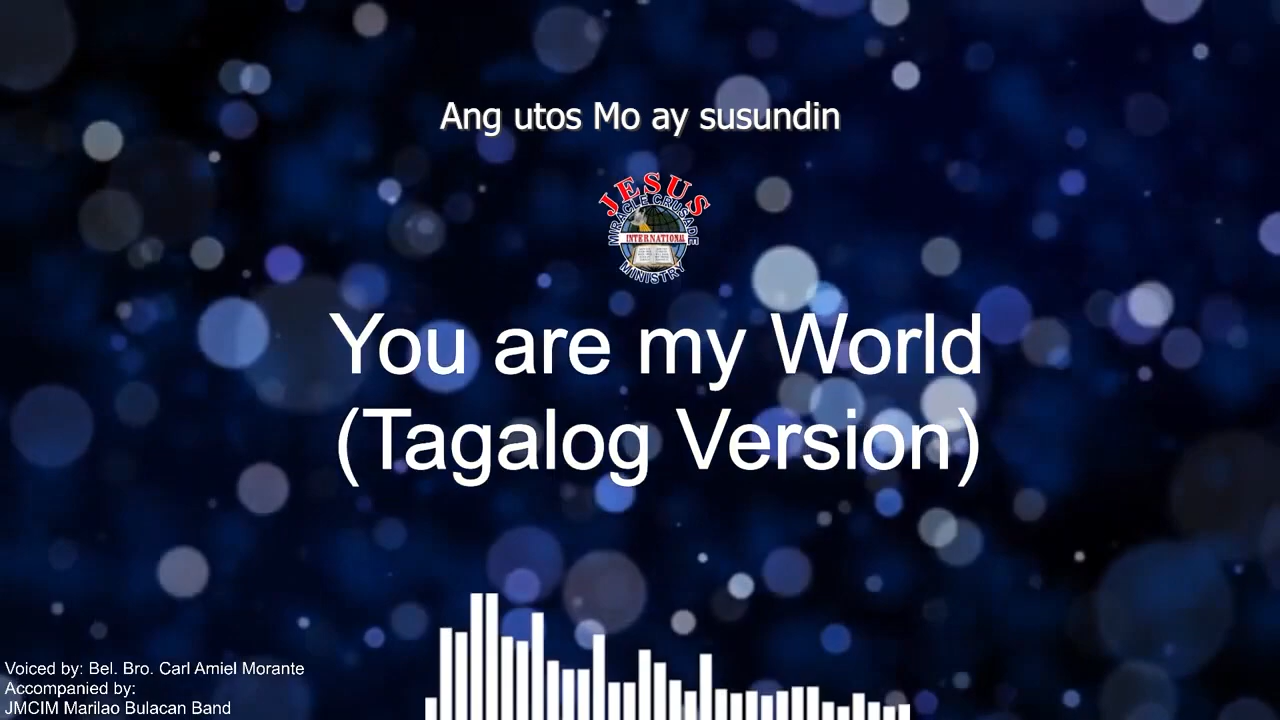 Ang utos Mo ay susundin
JESUS
MIRACLE CRUSADE
INTERNATIONAL
MINISTRY
You are my World
(Tagalog Version)
Voiced by: Bel. Bro. Carl Amiel Morante
Accompanied by:
JMCIM Marilao Bulacan Band